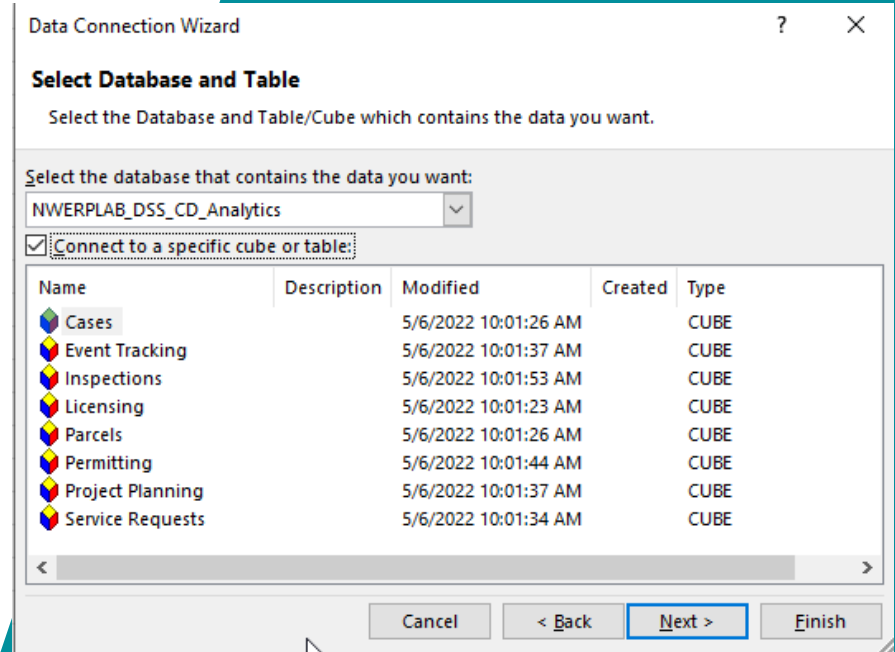 Data Connection Wizard ?
Select Database and Table
Select the Database and Table/Cube which contains the data you want.
Select the database that contains the data you want:
NWERPLAB_DSS_CD_Analytics
Connect to a specific cube or table:
Name Description Modified Created Type
Cases 5/6/2022 10:01:26 AM CUBE
Event Tracking 5/6/2022 10:01:37 AM CUBE
Inspections 5/6/2022 10:01:53 AM CUBE
Licensing 5/6/2022 10:01:23 AM CUBE
Parcels 5/6/2022 10:01:26 AM CUBE
Permitting 5/6/2022 10:01:44 AM CUBE
Project Planning 5/6/2022 10:01:37 AM CUBE
Service Requests 5/6/2022 10:01:34 AM CUBE
Cancel < Back Next > Finish